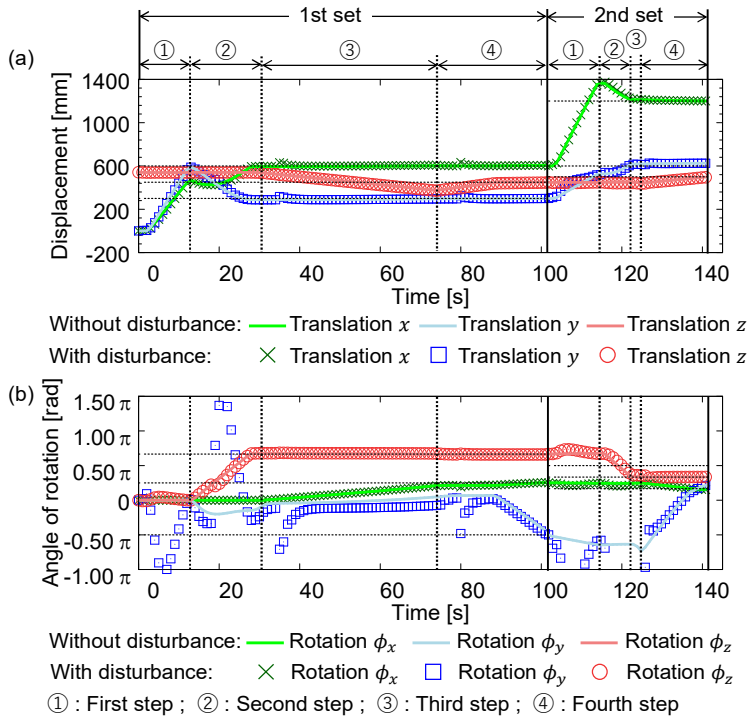 1st set 2nd set
① ② ③ ④ ① ② ③ ④
(a)
Displacement [mm]
1400
1000
600
200
-200
0 20 40 60 80 100 120 140
Time [s]
Without disturbance: Translation x Translation y Translation z
With disturbance: Translation x Translation y Translation z
(b)
Angle of rotation [rad]
1.50 π
1.00 π
0.50 π
0
-0.50 π
-1.00 π
0 20 40 60 80 100 120 140
Time [s]
Without disturbance: Rotation ϕx Rotation ϕy Rotation ϕz
With disturbance: Rotation ϕx Rotation ϕy Rotation ϕz
① : First step ; ② : Second step ; ③ : Third step ; ④ : Fourth step